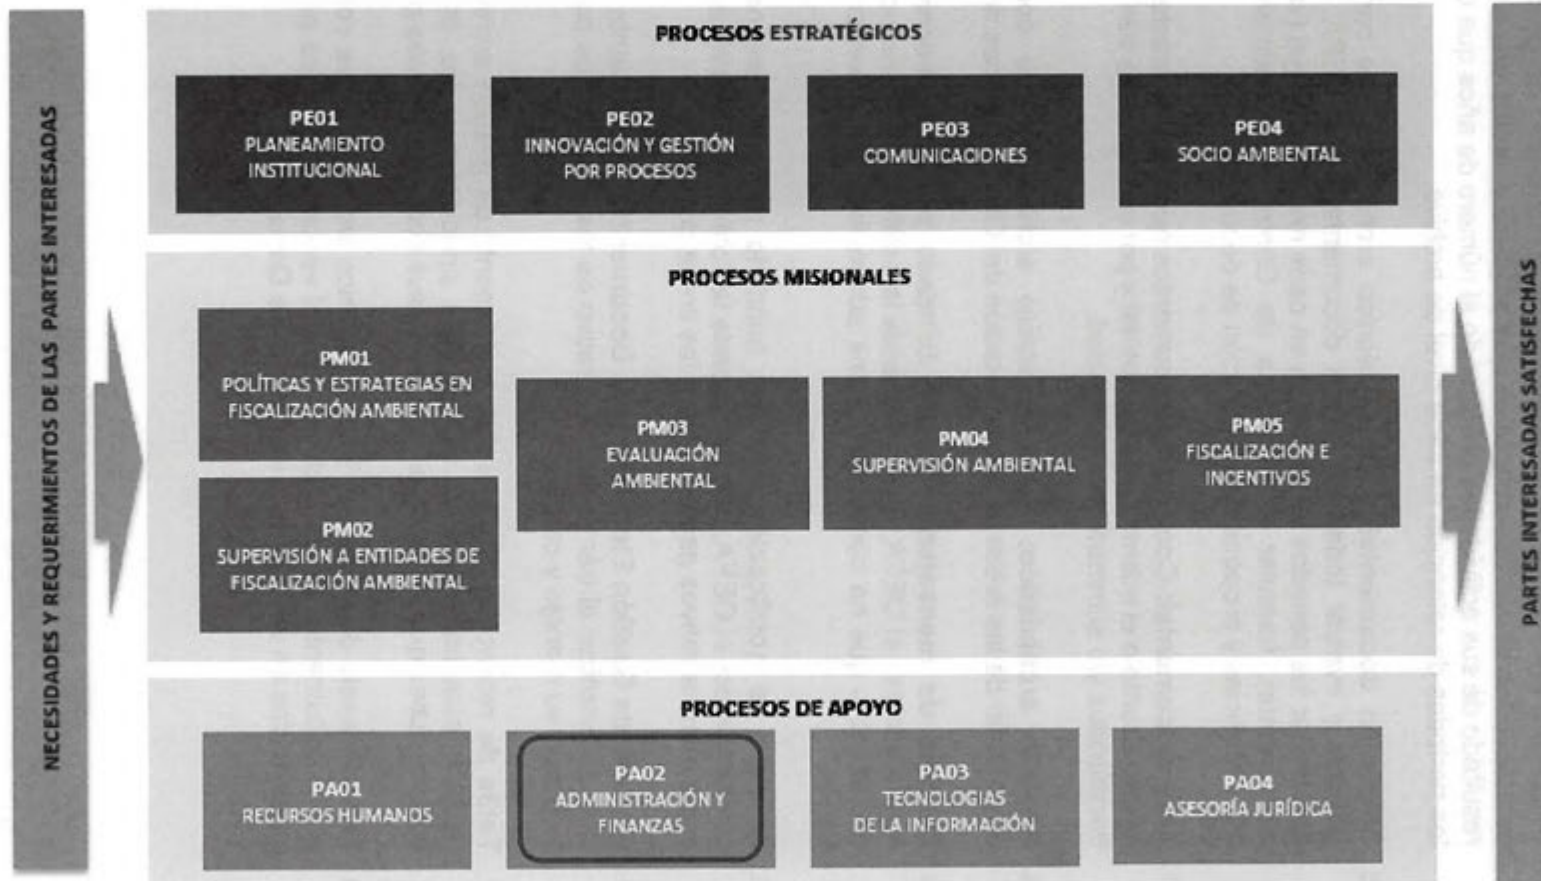 NECESIDADES Y REQUERIMIENTOS DE LAS PARTES INTERESADAS
PROCESOS ESTRATÉGICOS
PE01
PLANEAMIENTO
INSTITUCIONAL
PE02
INNOVACIÓN Y GESTIÓN
POR PROCESOS
PE03
COMUNICACIONES
PE04
SOCIO AMBIENTAL
PROCESOS MISIONALES
PM01
POLÍTICAS Y ESTRATEGIAS EN
FISCALIZACIÓN AMBIENTAL
PM02
SUPERVISIÓN A ENTIDADES DE
FISCALIZACIÓN AMBIENTAL
PM03
EVALUACIÓN
AMBIENTAL
PM04
SUPERVISIÓN AMBIENTAL
PM05
FISCALIZACIÓN E
INCENTIVOS
PROCESOS DE APOYO
PA01
RECURSOS HUMANOS
PA02
ADMINISTRACIÓN Y
FINANZAS
PA03
TECNOLOGIAS
DE LA INFORMACIÓN
PA04
ASESORÍA JURÍDICA
PARTES INTERESADAS SATISFECHAS